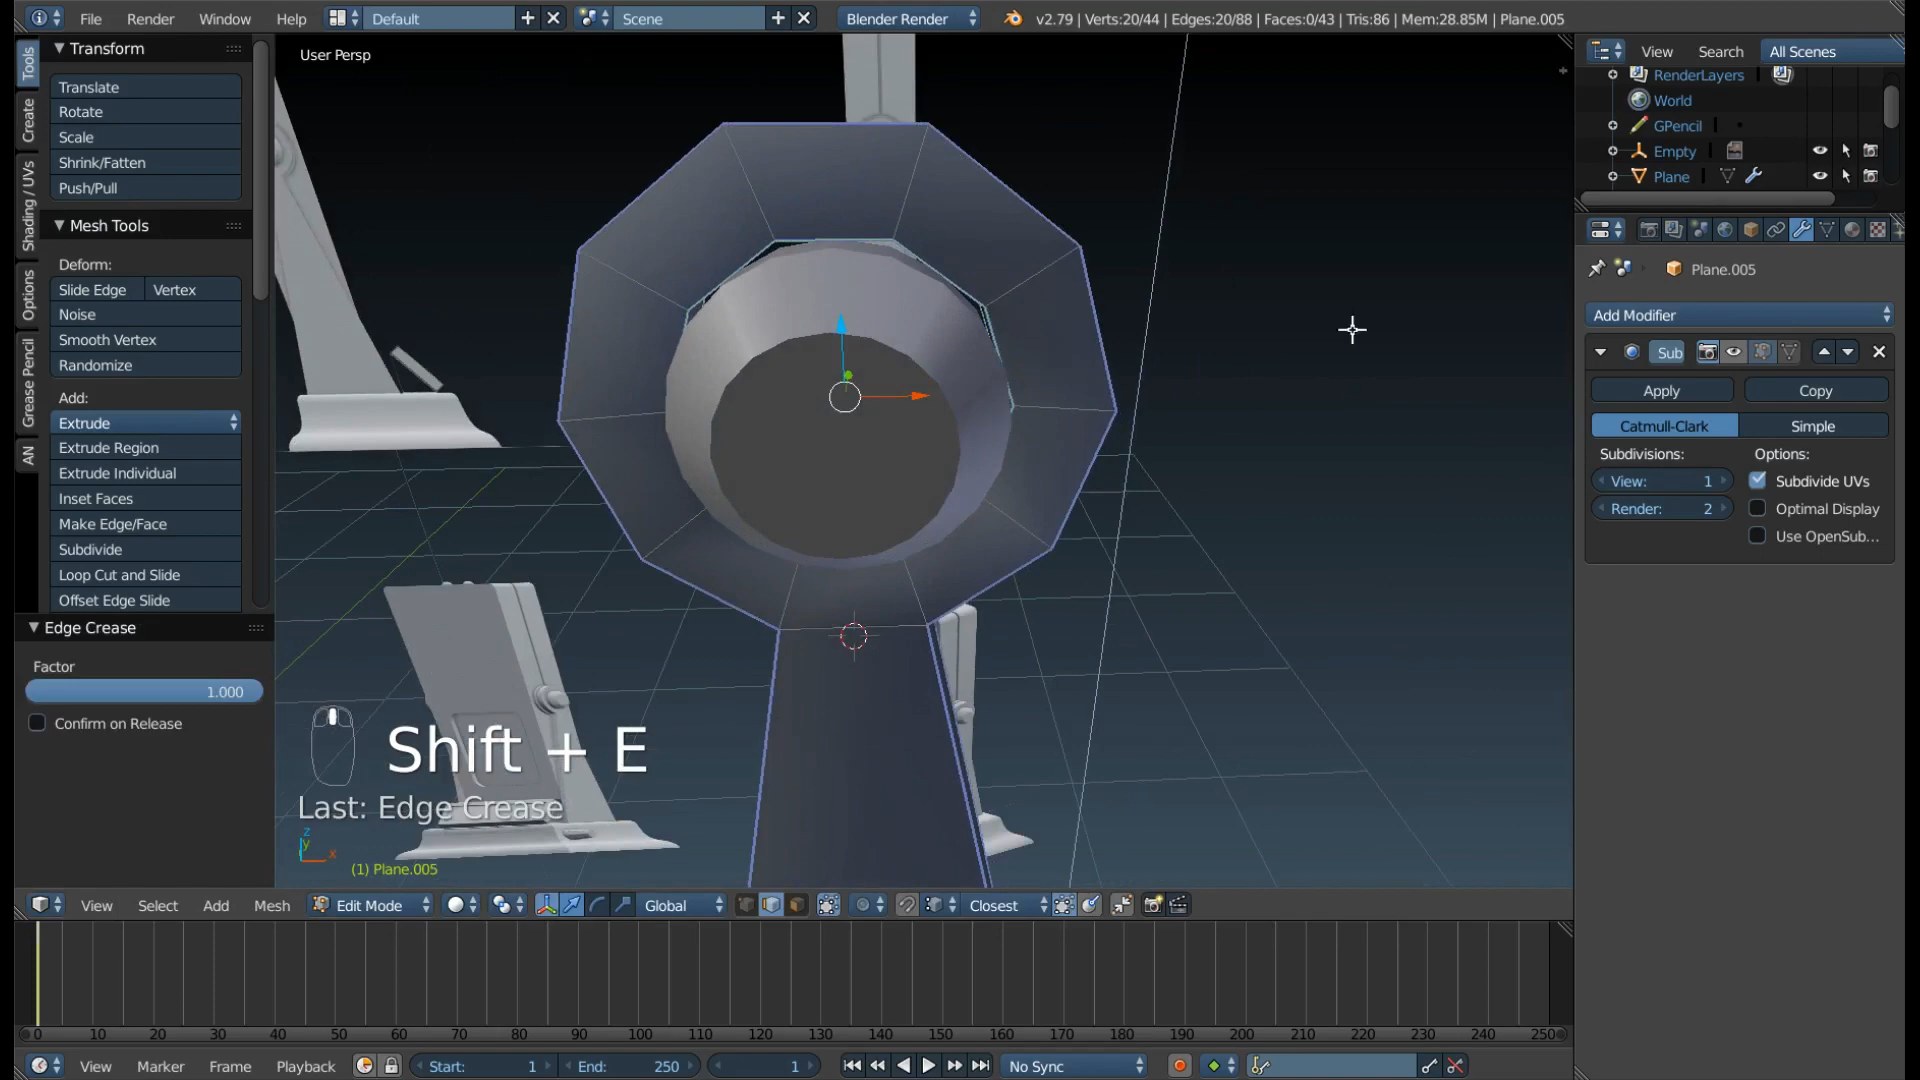 File Render Window Help Default Scene Blender Render v2.79 | Verts:20/44 | Edges:20/88 | Faces:0/43 | Tris:86 | Mem:28.85M | Plane.005
Tools
Create
Shading / UVs
Options
Grease Pencil
AN
Transform
Translate
Rotate
Scale
Shrink/Fatten
Push/Pull
Mesh Tools
Deform:
Slide Edge Vertex
Noise
Smooth Vertex
Randomize
Add:
Extrude
Extrude Region
Extrude Individual
Inset Faces
Make Edge/Face
Subdivide
Loop Cut and Slide
Offset Edge Slide
Edge Crease
Factor
1.000
Confirm on Release
User Persp
Shift + E
Last: Edge Crease
z
y
x
(1) Plane.005
View Search All Scenes
RenderLayers
World
GPencil
Empty
Plane
Plane.005
Add Modifier
Sub
Apply Copy
Catmull-Clark Simple
Subdivisions: Options:
View: 1 Subdivide UVs
Render: 2 Optimal Display
Use OpenSub...
View Select Add Mesh Edit Mode Global Closest
0 10 20 30 40 50 60 70 80 90 100 110 120 130 140 150 160 170 180 190 200 210 220 230 240 250
View Marker Frame Playback Start: 1 End: 250 1 No Sync